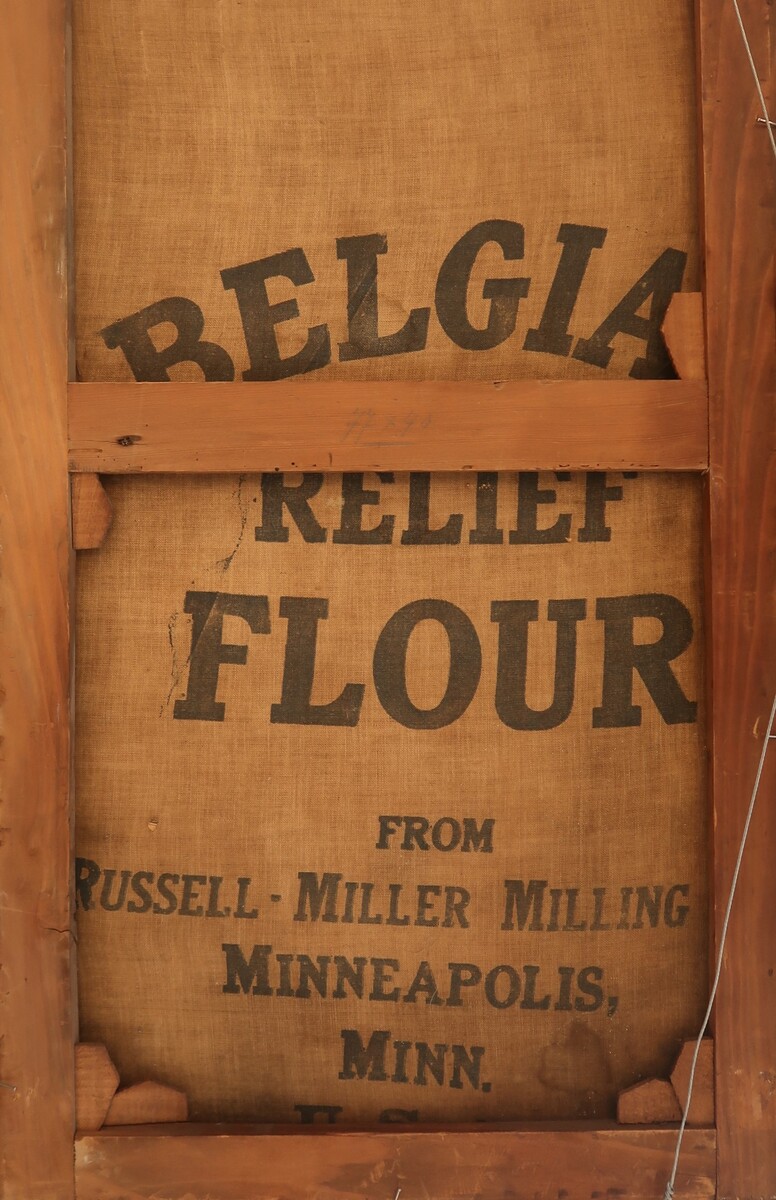 BELGIA
RELIEF
FLOUR
FROM
RUSSELL-MILLER MILLING
MINNEAPOLIS,
MINN.
U.S.